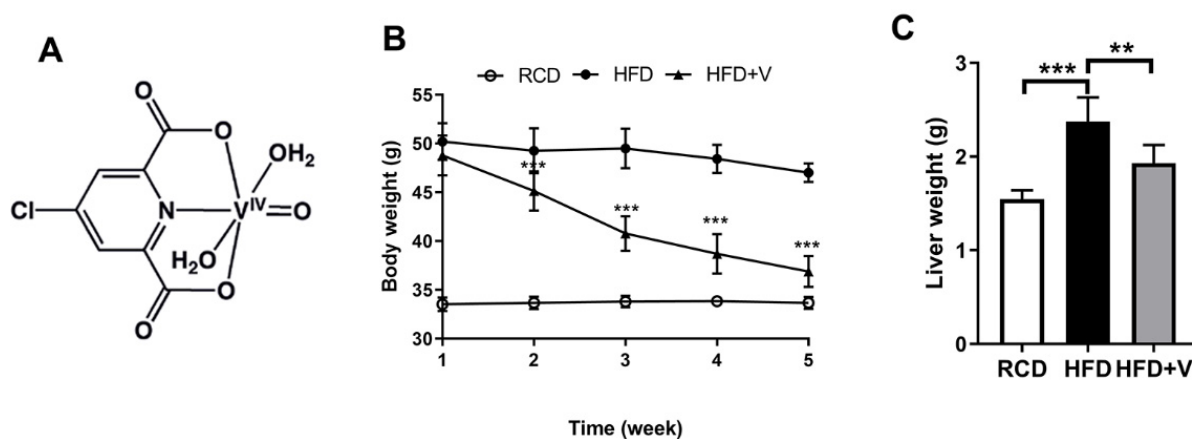 A
O
O
OH2
Cl
N
VIV
O
H2O
O
O
B
RCD HFD HFD+V
Body weight (g)
55
50
45
40
35
30
***
***
***
***
1 2 3 4 5
Time (week)
C
Liver weight (g)
3
2
1
0
*** **
RCD HFD HFD+V